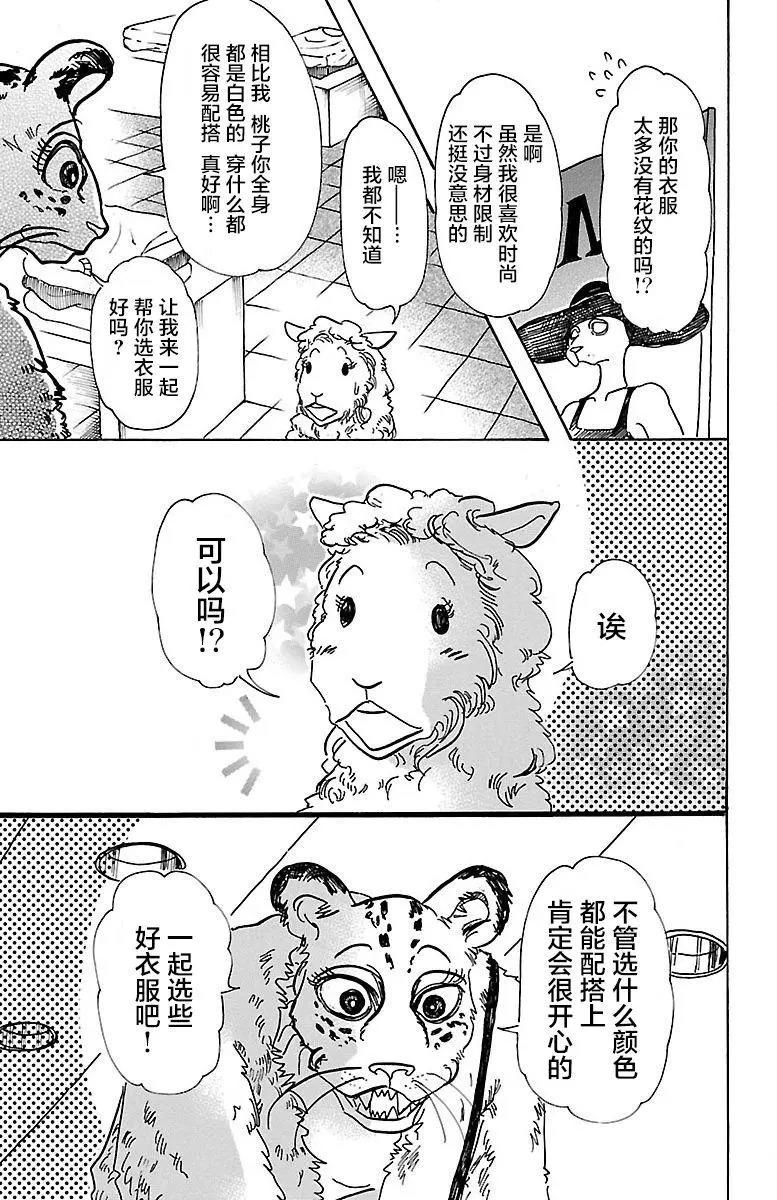 那你的衣服
太多没有花纹的吗!?
是啊
虽然我很喜欢时尚
不过身材限制
还挺没意思的
嗯——…
我都不知道
相比我 桃子你全身
都是白色的 穿什么都
很容易配搭 真好啊…
让我来一起
帮你选衣服
好吗?
诶
可以吗!?
不管选什么颜色
都能配搭上
肯定会很开心的
一起选些
好衣服吧!